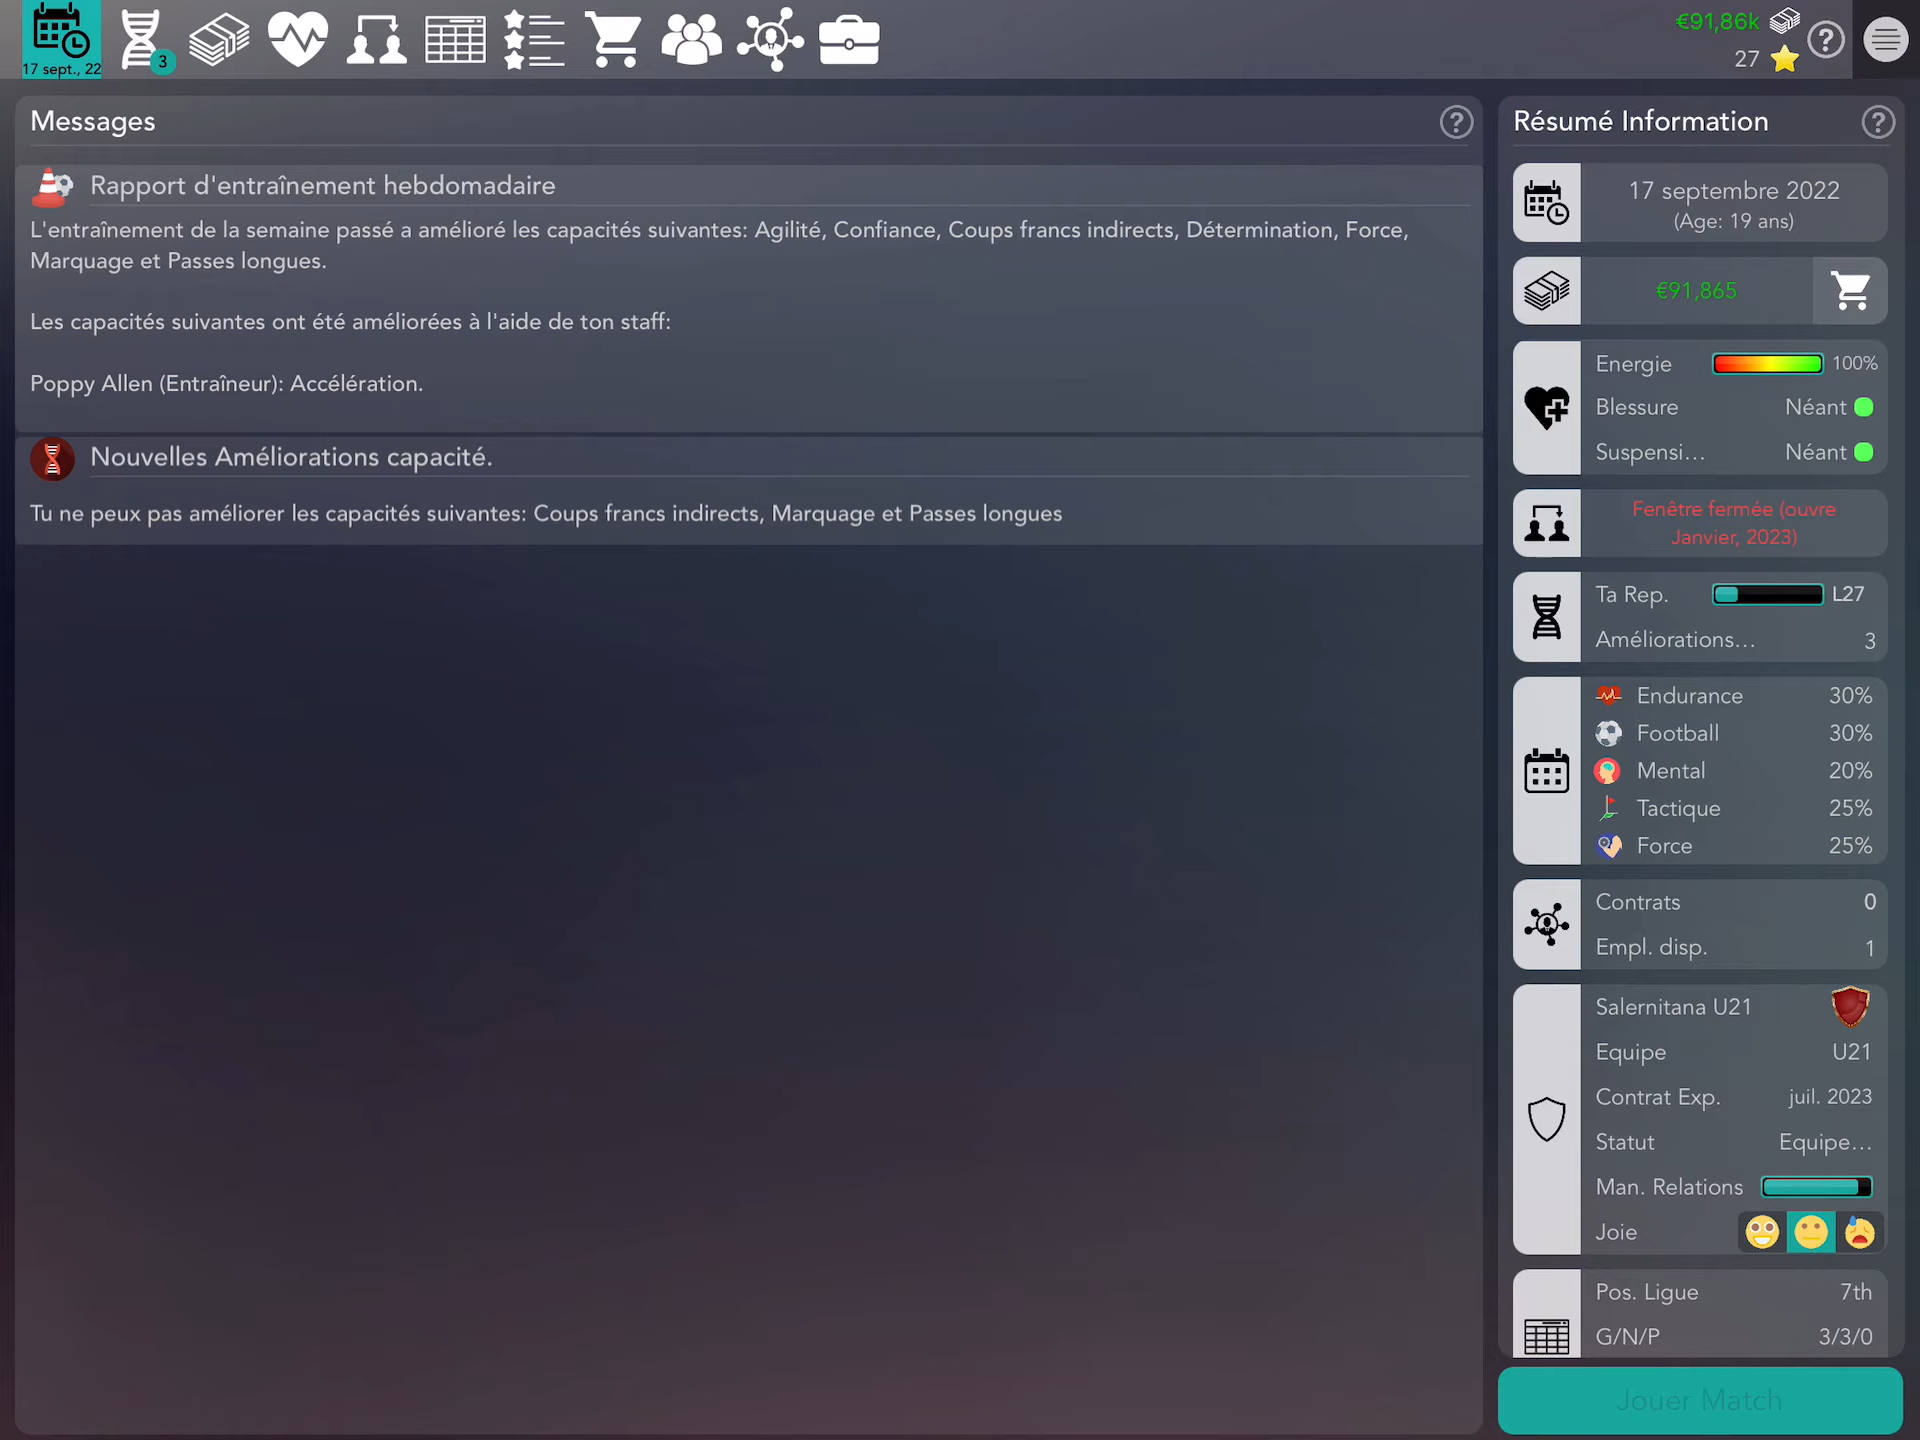 17 sept., 22
3
€91,86k
27
Messages
Rapport d'entraînement hebdomadaire
L'entraînement de la semaine passé a amélioré les capacités suivantes: Agilité, Confiance, Coups francs indirects, Détermination, Force,
Marquage et Passes longues.
Les capacités suivantes ont été améliorées à l'aide de ton staff:
Poppy Allen (Entraîneur): Accélération.
Nouvelles Améliorations capacité.
Tu ne peux pas améliorer les capacités suivantes: Coups francs indirects, Marquage et Passes longues
Résumé Information
17 septembre 2022
(Age: 19 ans)
€91,865
Energie 100%
Blessure Néant
Suspensi... Néant
Fenêtre fermée (ouvre
Janvier, 2023)
Ta Rep. L27
Améliorations... 3
Endurance 30%
Football 30%
Mental 20%
Tactique 25%
Force 25%
Contrats 0
Empl. disp. 1
Salernitana U21
Equipe U21
Contrat Exp. juil. 2023
Statut Equipe...
Man. Relations
Joie
Pos. Ligue 7th
G/N/P 3/3/0
Jouer Match